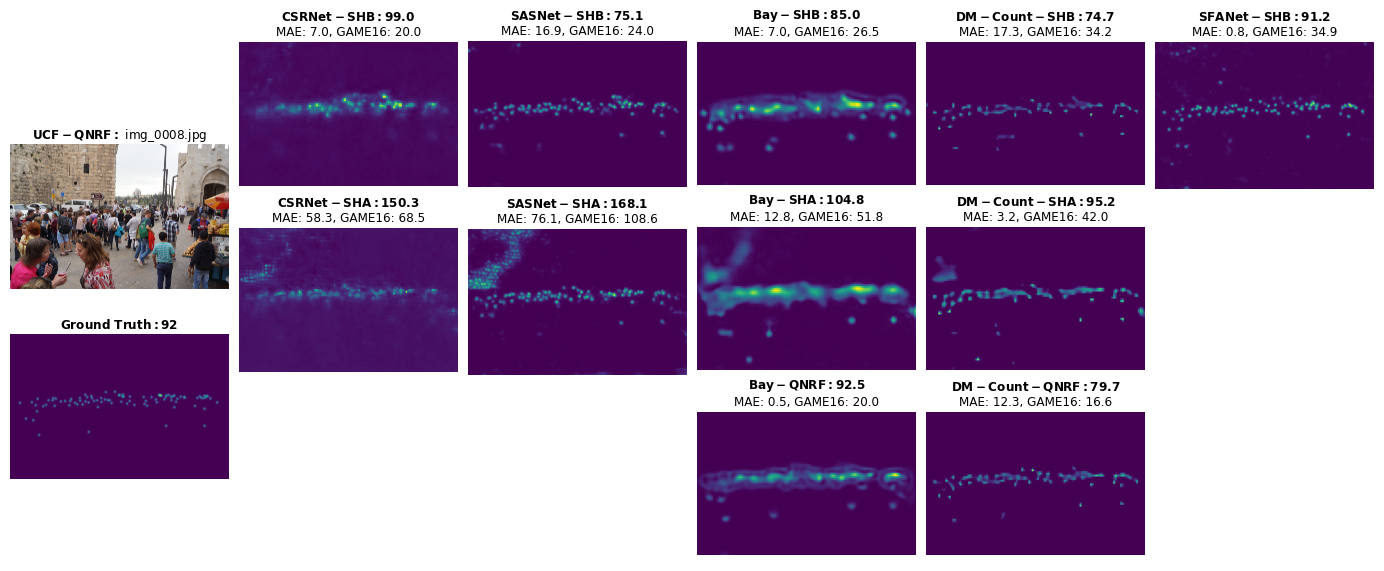 UCF − QNRF: img_0008.jpg
Ground Truth: 92
CSRNet − SHB: 99.0
MAE: 7.0, GAME16: 20.0
SASNet − SHB: 75.1
MAE: 16.9, GAME16: 24.0
Bay − SHB: 85.0
MAE: 7.0, GAME16: 26.5
DM − Count − SHB: 74.7
MAE: 17.3, GAME16: 34.2
SFANet − SHB: 91.2
MAE: 0.8, GAME16: 34.9
CSRNet − SHA: 150.3
MAE: 58.3, GAME16: 68.5
SASNet − SHA: 168.1
MAE: 76.1, GAME16: 108.6
Bay − SHA: 104.8
MAE: 12.8, GAME16: 51.8
DM − Count − SHA: 95.2
MAE: 3.2, GAME16: 42.0
Bay − QNRF: 92.5
MAE: 0.5, GAME16: 20.0
DM − Count − QNRF: 79.7
MAE: 12.3, GAME16: 16.6